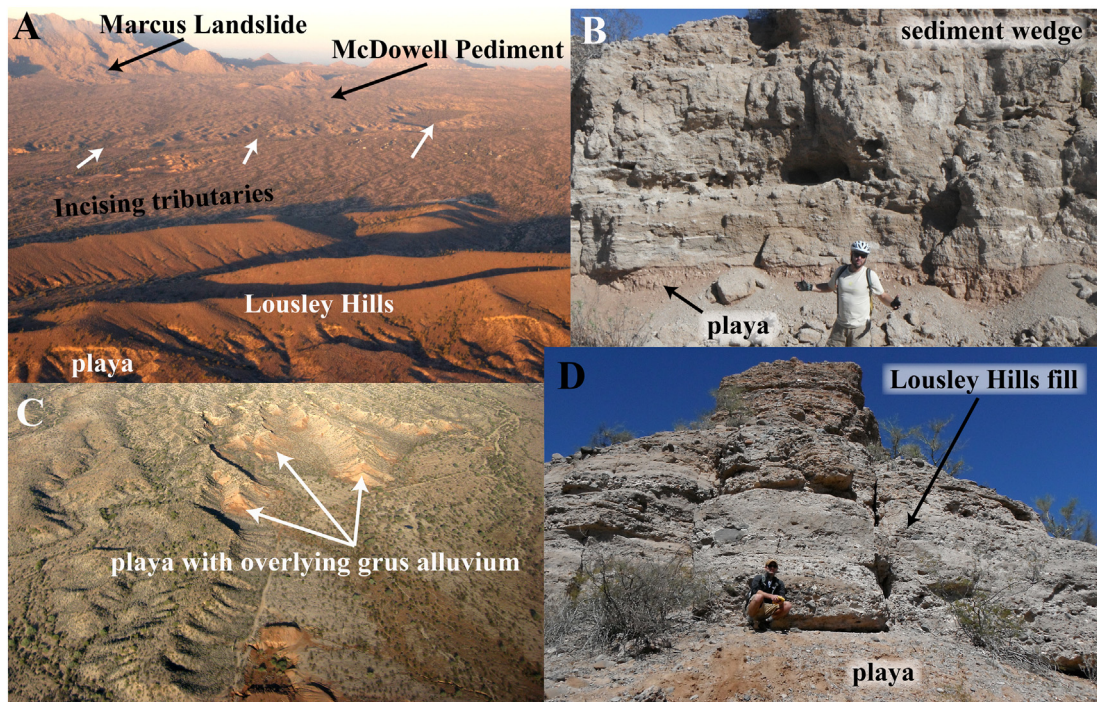 A
Marcus Landslide
McDowell Pediment
Incising tributaries
Lousley Hills
playa
B
sediment wedge
playa
C
playa with overlying grus alluvium
D
Lousley Hills fill
playa